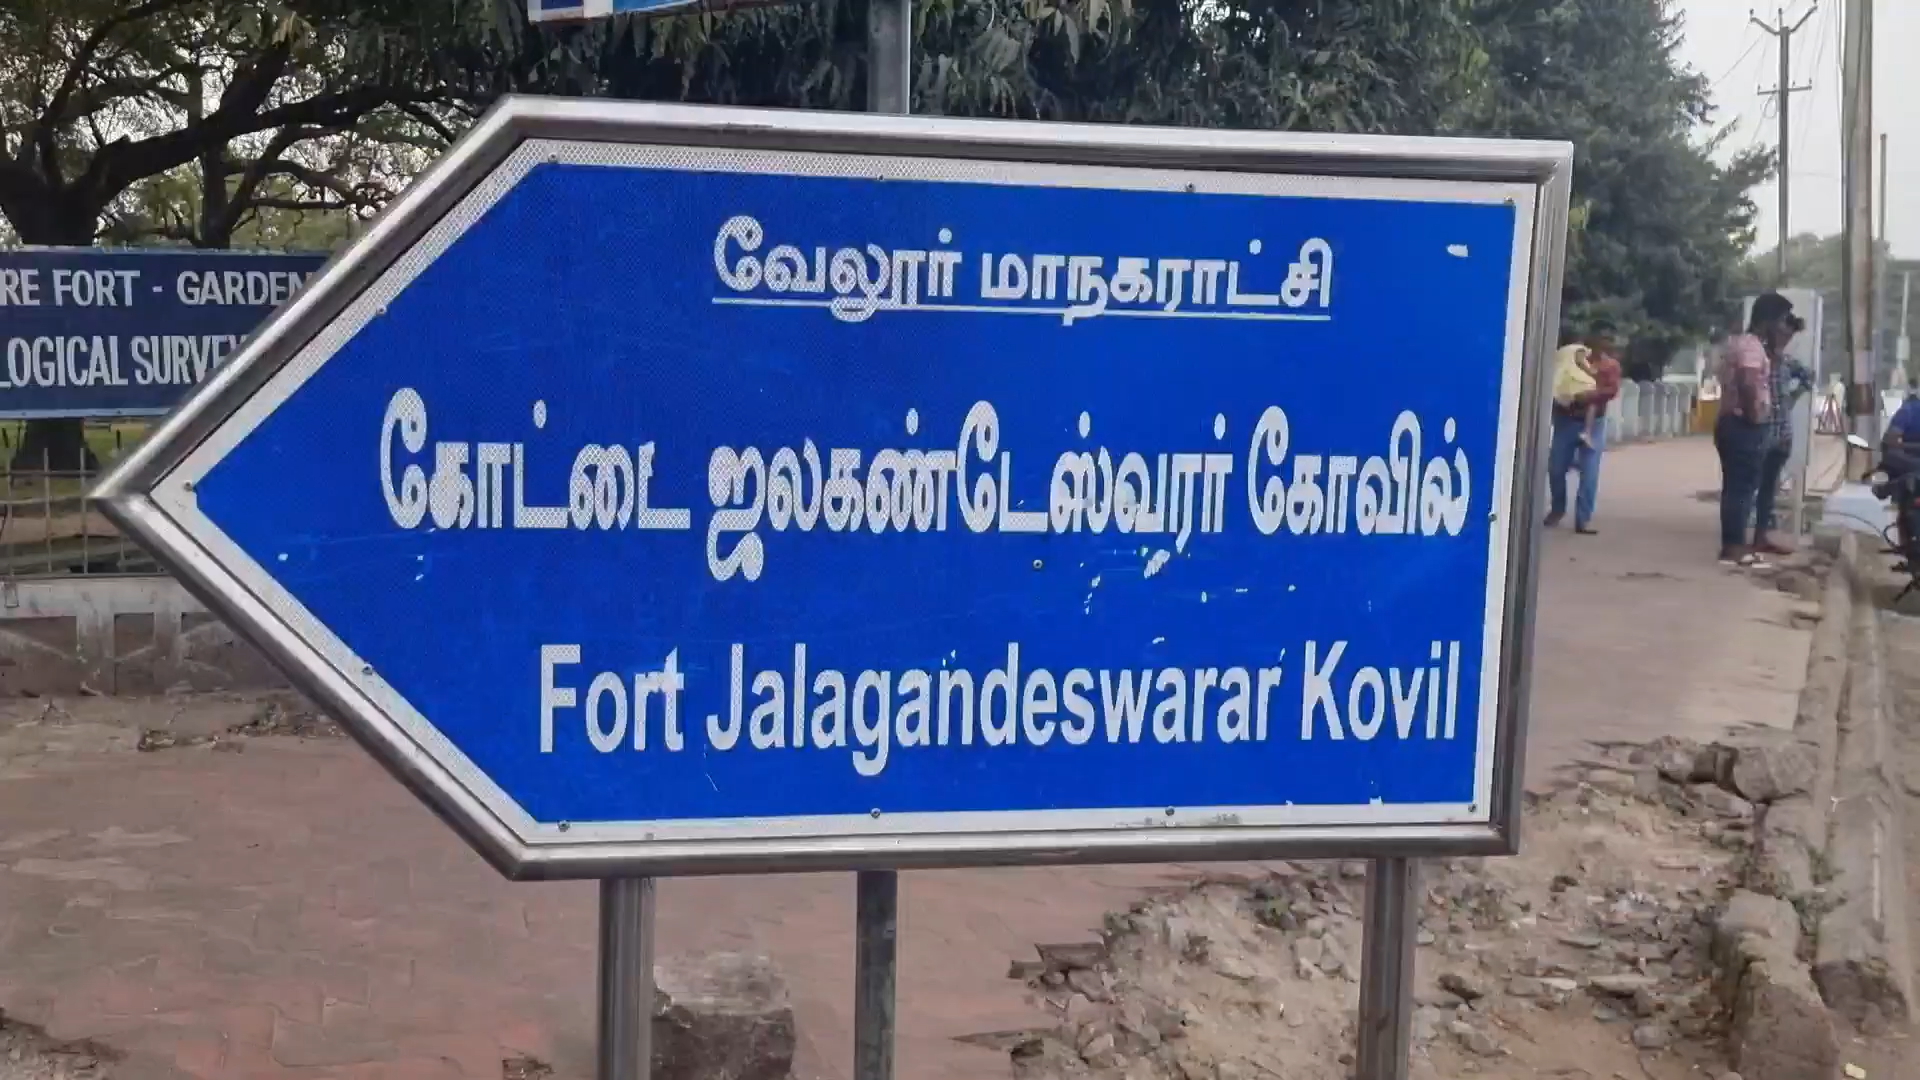 வேலூர் மாநகராட்சி
கோட்டை ஜலகண்டேஸ்வரர் கோவில்
Fort Jalagandeswarar Kovil
RE FORT - GARDEN
LOGICAL SURVEY